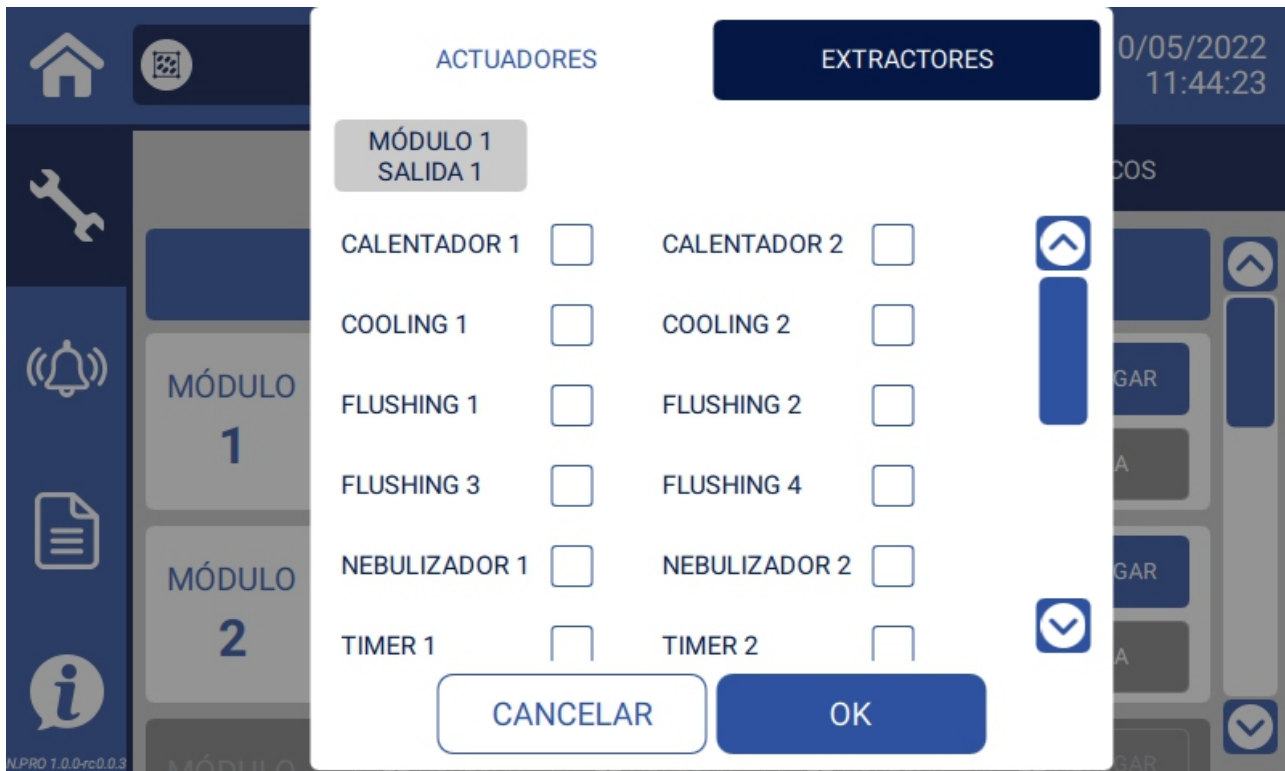 ACTUADORES
EXTRACTORES
0/05/2022
11:44:23
MÓDULO 1
SALIDA 1
COS
CALENTADOR 1
CALENTADOR 2
COOLING 1
COOLING 2
MÓDULO
1
GAR
FLUSHING 1
FLUSHING 2
A
FLUSHING 3
FLUSHING 4
MÓDULO
2
GAR
NEBULIZADOR 1
NEBULIZADOR 2
A
TIMER 1
TIMER 2
CANCELAR
OK
N.PRO 1.0.0-rc0.0.3
MÓDULO
GAR